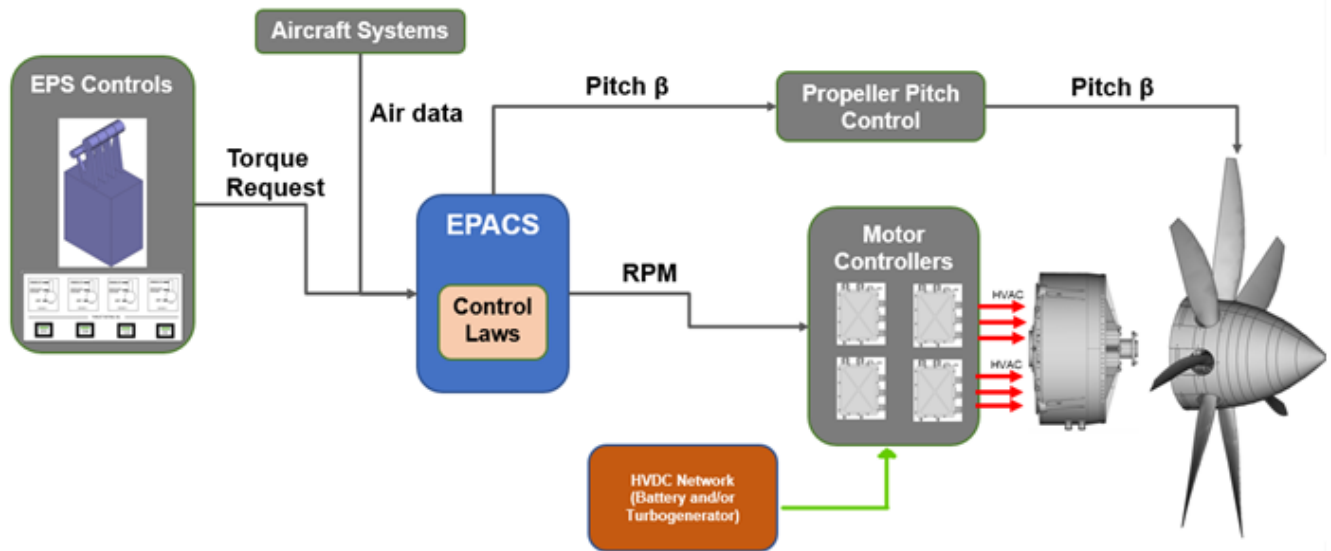 Aircraft Systems
EPS Controls
Air data
Torque
Request
Pitch β
Propeller Pitch
Control
Pitch β
EPACS
Control
Laws
RPM
Motor
Controllers
HVAC
HVAC
HVDC Network
(Battery and/or
Turbogenerator)